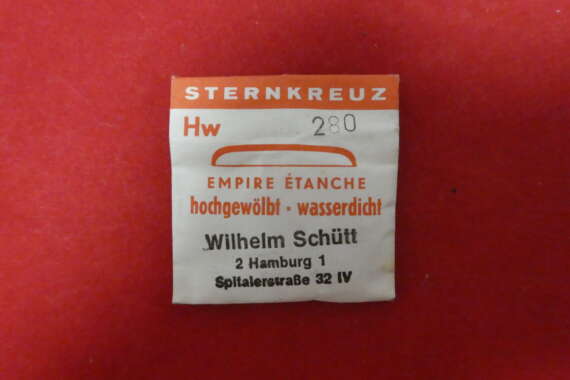 STERNKREUZ
Hw 280
EMPIRE ÉTANCHE
hochgewölbt · wasserdicht
Wilhelm Schütt
2 Hamburg 1
Spitalerstraße 32 IV